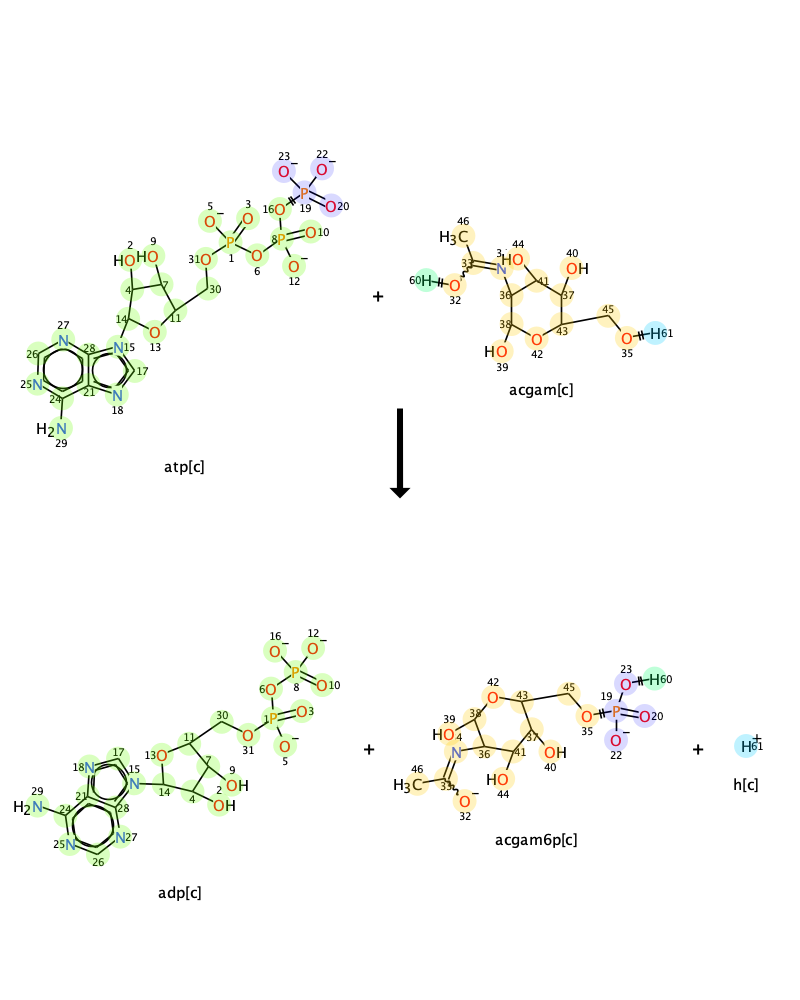 23 O− 22 O−
5 O− 3 O 16 O P 19 O 20
2 HO 9 HO 31 O P 1 O 6 8 P O 10
O− 12
4 7 30
14 11
O 13
27 N 28 N 15
26 17
25 N 24 21 N 18
H2N 29
atp[c]
+
46 H3C
33 N HO 44 40 OH
60 H O 32
36 41 37 45
38 43 O H 61
35
HO 39 O 42
acgam[c]
16 O− 12 O−
6 O P 8 O 10
1 P O 3
30 O 31 O− 5
17 13 O 11
18 N 15 N 7 9 OH
29 H2N 24 21 14 4 2 OH
28
25 N N 27
26
adp[c]
+
42 O 43 45 23 O H 60
39 HO 38 19 P O 20
O 35 O− 22
N 36 41 37 OH 40
H3C 46 33 HO 44
O− 32
acgam6p[c]
+
H+ 61
h[c]